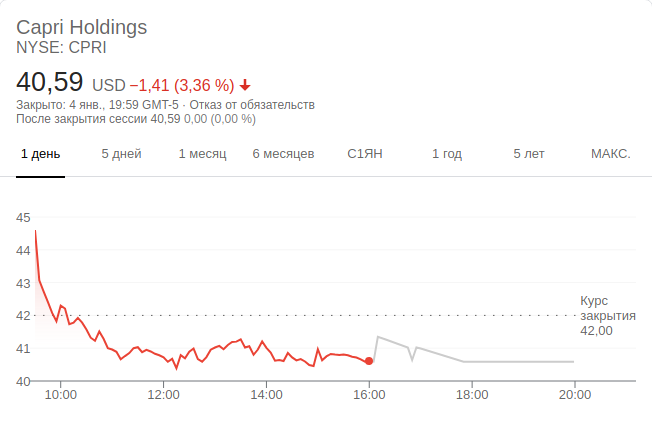 Capri Holdings
NYSE: CPRI
40,59 USD −1,41 (3,36 %)
Закрыто: 4 янв., 19:59 GMT-5 · Отказ от обязательств
После закрытия сессии 40,59 0,00 (0,00 %)
1 день 5 дней 1 месяц 6 месяцев С1ЯН 1 год 5 лет МАКС.
45
44
43
42
41
40
Курс
закрытия
42,00
10:00 12:00 14:00 16:00 18:00 20:00